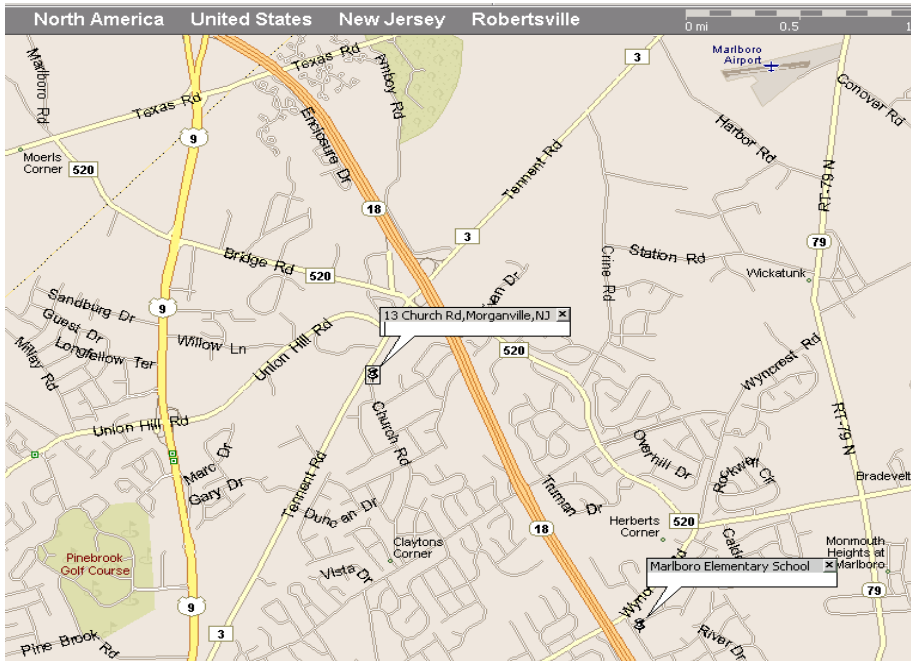 North America United States New Jersey Robertsville
0 mi 0.5 1
Marlboro Rd
Texas Rd
Texas Rd
9
Amboy Rd
3
Marlboro
Airport
Conover Rd
Harbor Rd
Moerls
Corner
520
Enclosure Dr
Tennent Rd
RT-79 N
18
3
79
Bridge Rd
520
Crine Rd
Station Rd
Wickatunk
Sandburg Dr
9
Guest Dr
Longfellow Ter
Millay Rd
Willow Ln
Union Hill Rd
13 Church Rd,Morganville,NJ
520
Wyncrest Rd
RT-79 N
Union Hill Rd
Church Rd
Marc Dr
Gary Dr
Tennent Rd
Overhill Dr
Rockwell Clr
Bradevelt
Duncan Dr
Truman Dr
18
Herberts
Corner
520
Pinebrook
Golf Course
Claytons
Corner
Vista Dr
Monmouth
Heights at
Marlboro
Marlboro Elementary School
79
9
3
Pine Brook Rd
River Dr